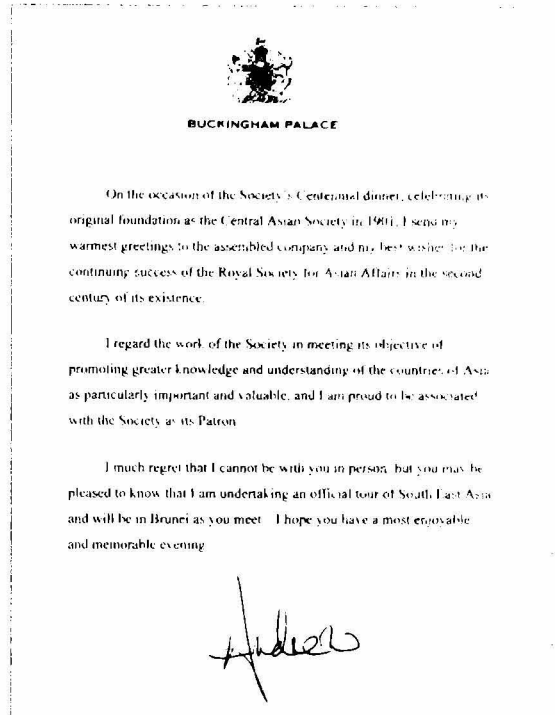 BUCKINGHAM PALACE
On the occasion of the Society's Centennial dinner, celebrating its
original foundation as the Central Asian Society in 1901, I send my
warmest greetings to the assembled company and my best wishes for the
continuing success of the Royal Society for Asian Affairs in the second
century of its existence.
I regard the work of the Society in meeting its objective of
promoting greater knowledge and understanding of the countries of Asia
as particularly important and valuable, and I am proud to be associated
with the Society as its Patron
I much regret that I cannot be with you in person, but you may be
pleased to know that I am undertaking an official tour of South East Asia
and will be in Brunei as you meet. I hope you have a most enjoyable
and memorable evening
Andrew